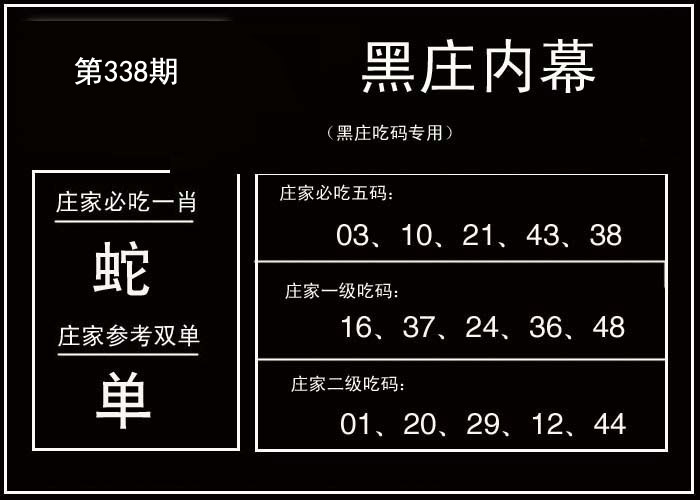 第338期
黑庄内幕
（黑庄吃码专用）
庄家必吃一肖
蛇
庄家参考双单
单
庄家必吃五码：
03、10、21、43、38
庄家一级吃码：
16、37、24、36、48
庄家二级吃码：
01、20、29、12、44